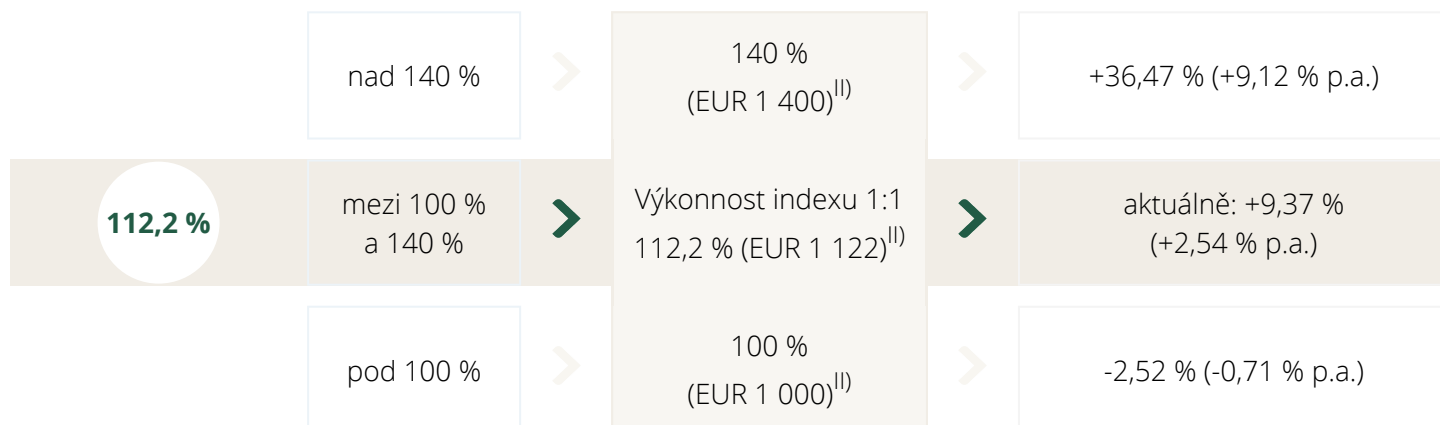 nad 140 %
140 %
(EUR 1 400)II)
+36,47 % (+9,12 % p.a.)
112,2 %
mezi 100 %
a 140 %
Výkonnost indexu 1:1
112,2 % (EUR 1 122)II)
aktuálně: +9,37 %
(+2,54 % p.a.)
pod 100 %
100 %
(EUR 1 000)II)
-2,52 % (-0,71 % p.a.)